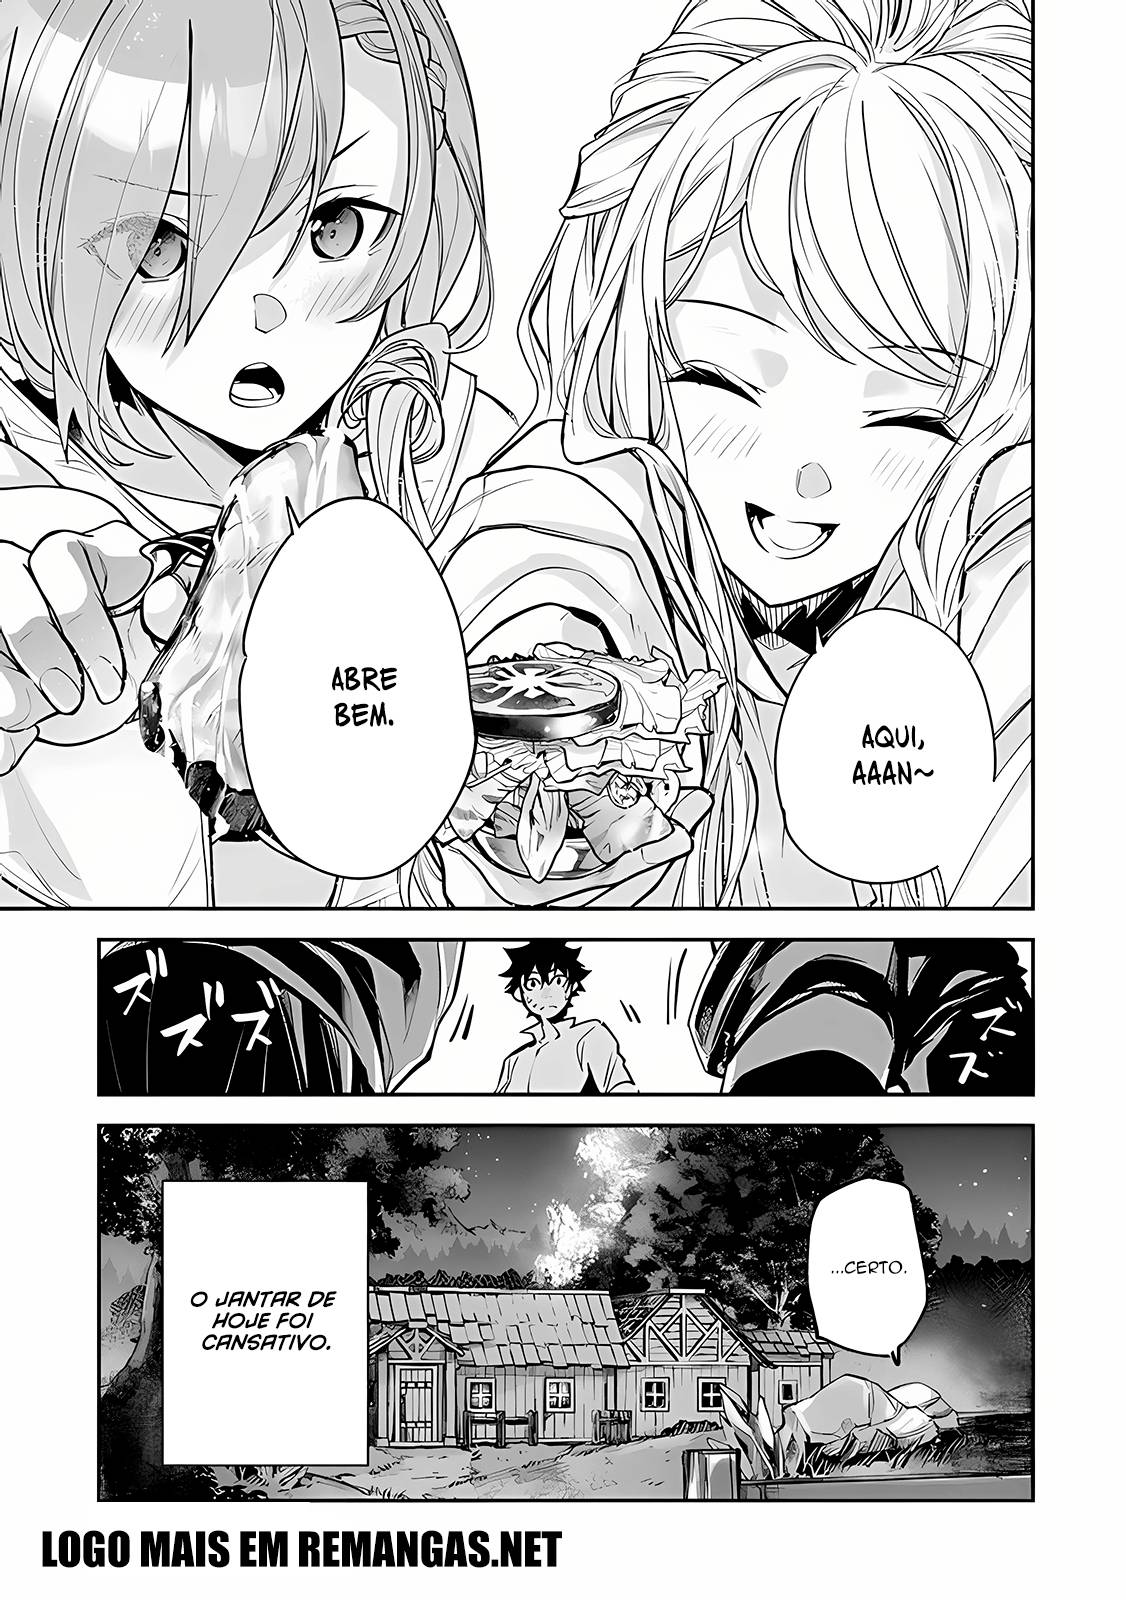 AQUI,
AAAN~
ABRE
BEM.
ズ
ズ
ズ
ズ
ズ
...CERTO.
O JANTAR DE
HOJE FOI
CANSATIVO.
LOGO MAIS EM REMANGAS.NET